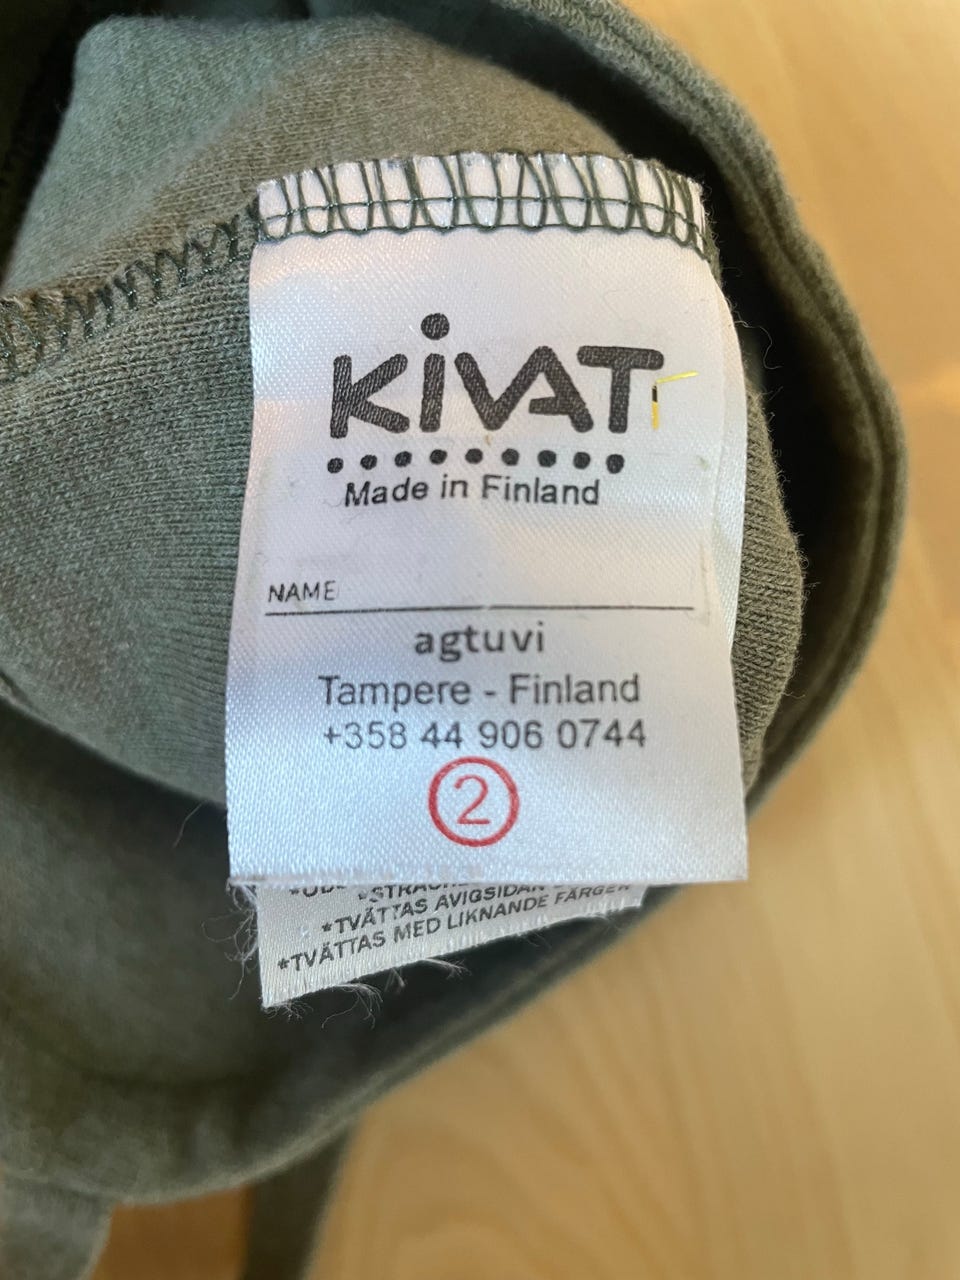 KiVAT
Made in Finland
NAME
agtuvi
Tampere - Finland
+358 44 906 0744
2
*TVÄTTAS AVIGSIDAN
*TVÄTTAS MED LIKNANDE FÄRGER